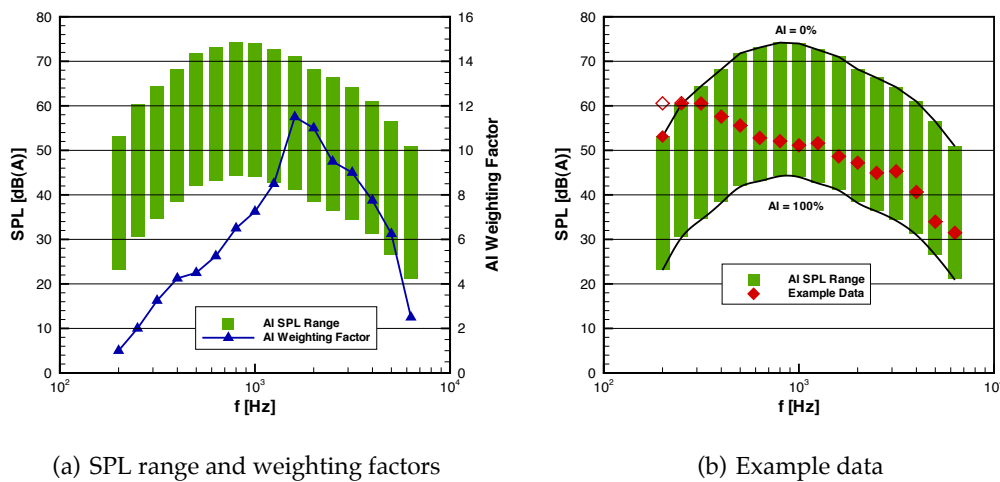 80
70
60
50
40
30
20
10
0
SPL [dB(A)]
16
14
12
10
8
6
4
2
0
AI Weighting Factor
AI SPL Range
AI Weighting Factor
10²
10³
10⁴
f [Hz]
(a) SPL range and weighting factors
80
70
60
50
40
30
20
10
0
SPL [dB(A)]
AI = 0%
AI = 100%
AI SPL Range
Example Data
10²
10³
f [Hz]
(b) Example data